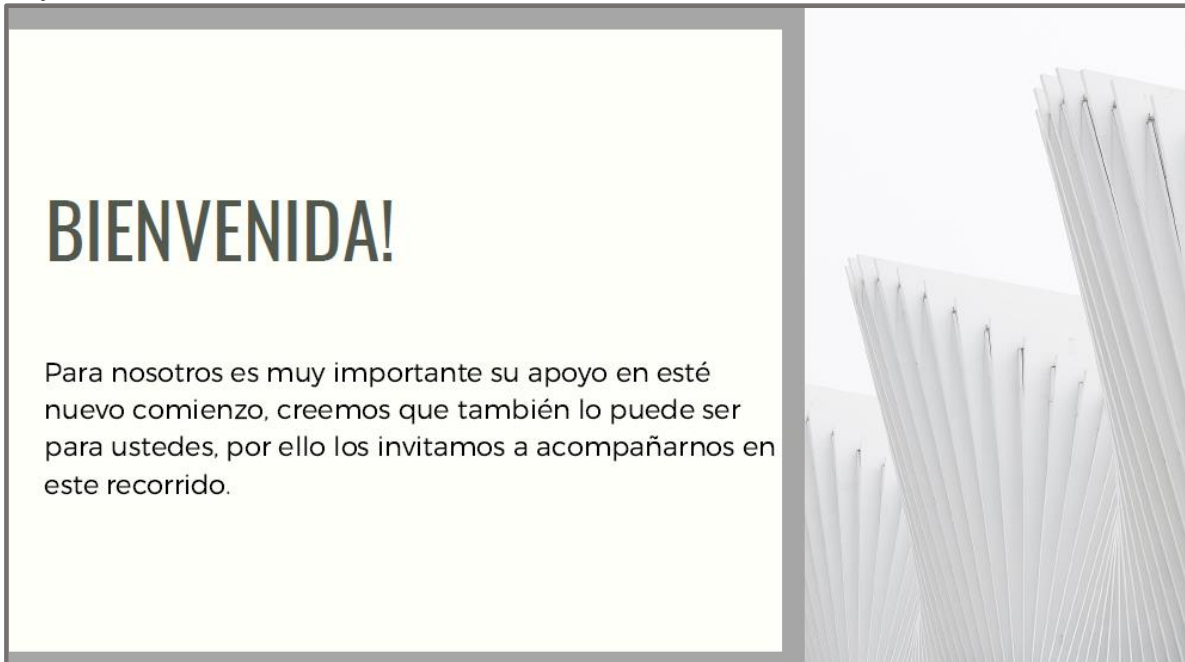 BIENVENIDA!
Para nosotros es muy importante su apoyo en esté
nuevo comienzo, creemos que también lo puede ser
para ustedes, por ello los invitamos a acompañarnos en
este recorrido.